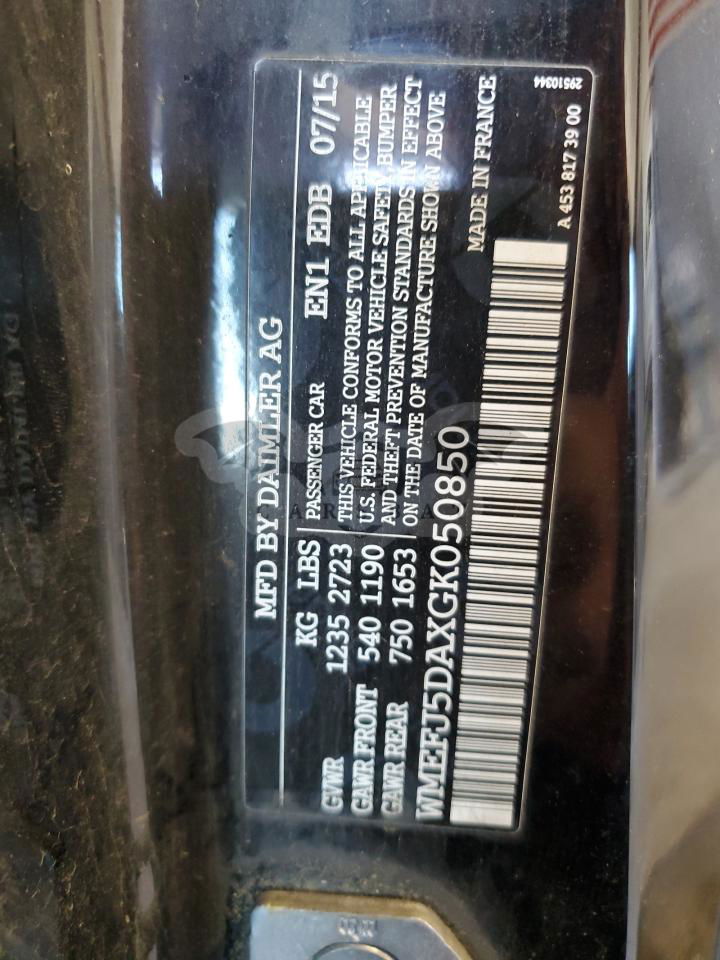 MFD BY DAIMLER AG
KG LBS
GVWR 1235 2723
GAWR FRONT 540 1190
GAWR REAR 750 1653
PASSENGER CAR EN1 EDB 07/15
THIS VEHICLE CONFORMS TO ALL APPLICABLE
U.S. FEDERAL MOTOR VEHICLE SAFETY, BUMPER
AND THEFT PREVENTION STANDARDS IN EFFECT
ON THE DATE OF MANUFACTURE SHOWN ABOVE
WMEFJ5DAXGK050850
MADE IN FRANCE
A 453 817 39 00
29510344